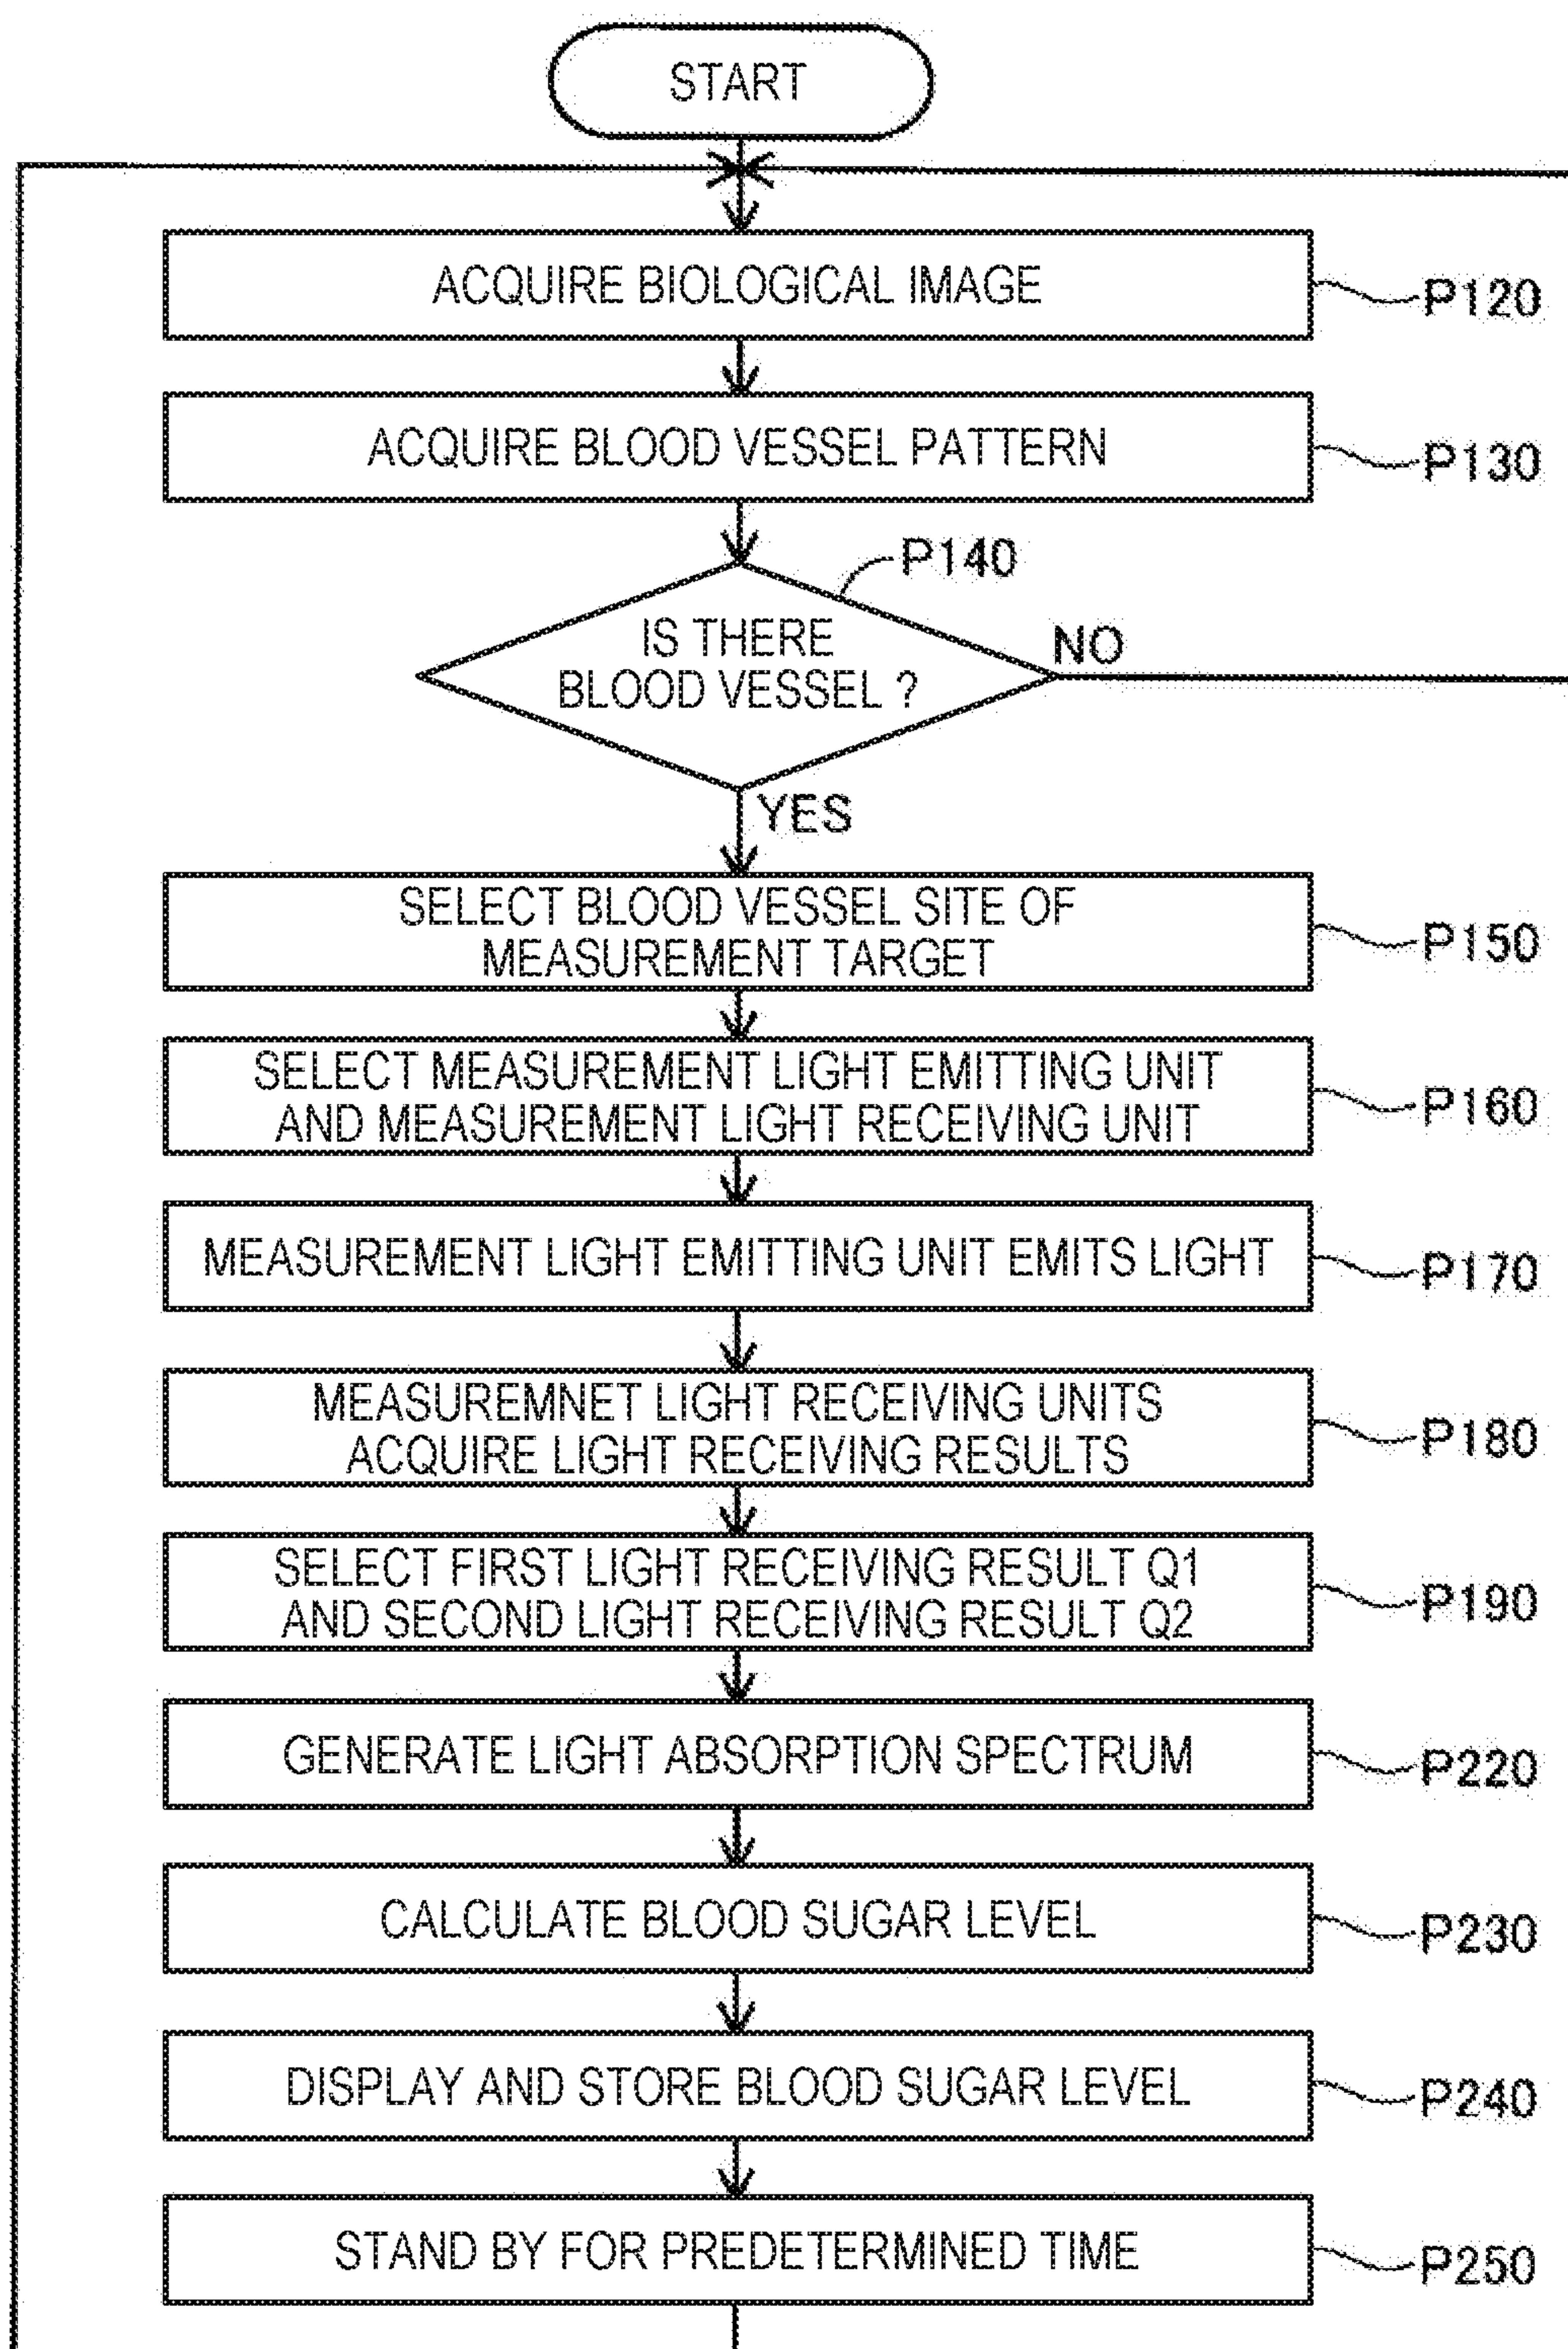 START
ACQUIRE BIOLOGICAL IMAGE
P120
ACQUIRE BLOOD VESSEL PATTERN
P130
P140
IS THERE
BLOOD VESSEL ?
NO
YES
SELECT BLOOD VESSEL SITE OF
MEASUREMENT TARGET
P150
SELECT MEASUREMENT LIGHT EMITTING UNIT
AND MEASUREMENT LIGHT RECEIVING UNIT
P160
MEASUREMENT LIGHT EMITTING UNIT EMITS LIGHT
P170
MEASUREMNET LIGHT RECEIVING UNITS
ACQUIRE LIGHT RECEIVING RESULTS
P180
SELECT FIRST LIGHT RECEIVING RESULT Q1
AND SECOND LIGHT RECEIVING RESULT Q2
P190
GENERATE LIGHT ABSORPTION SPECTRUM
P220
CALCULATE BLOOD SUGAR LEVEL
P230
DISPLAY AND STORE BLOOD SUGAR LEVEL
P240
STAND BY FOR PREDETERMINED TIME
P250